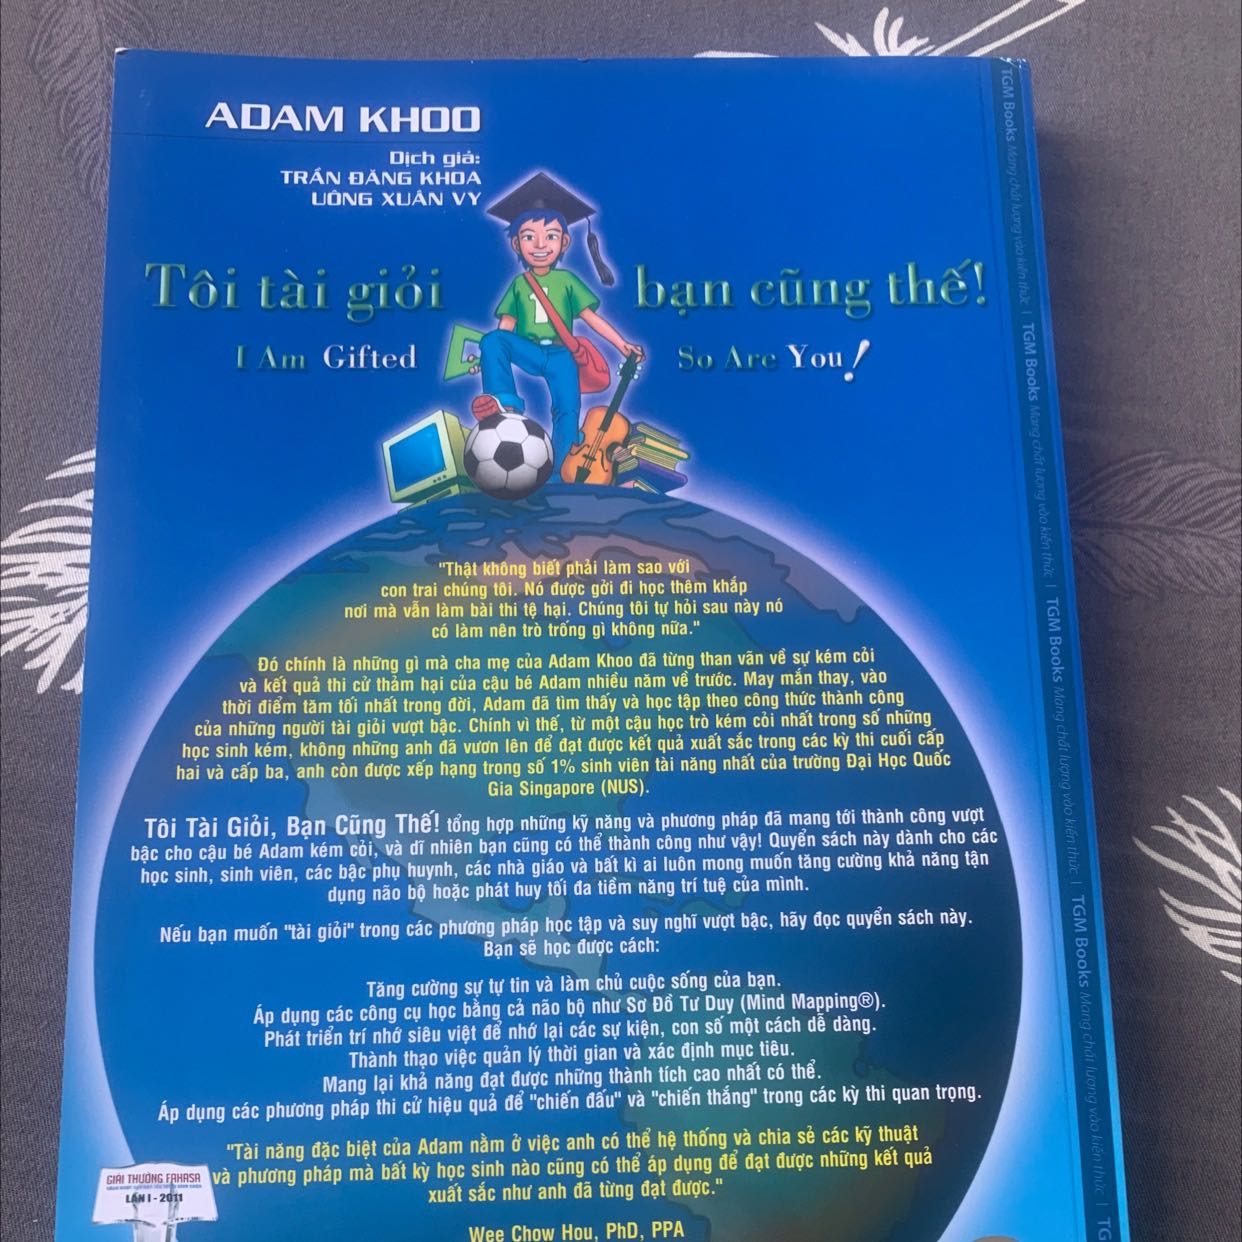 ADAM KHOO
Dịch giả:
TRẦN ĐĂNG KHOA
UÔNG XUÂN VY
Tôi tài giỏi bạn cũng thế!
I Am Gifted So Are You!
"Thật không biết phải làm sao với
con trai chúng tôi. Nó được gởi đi học thêm khắp
nơi mà vẫn làm bài thi tệ hại. Chúng tôi tự hỏi sau này nó
có làm nên trò trống gì không nữa."
Đó chính là những gì mà cha mẹ của Adam Khoo đã từng than vãn về sự kém cỏi
và kết quả thi cử thảm hại của cậu bé Adam nhiều năm về trước. May mắn thay, vào
thời điểm tăm tối nhất trong đời, Adam đã tìm thấy và học tập theo công thức thành công
của những người tài giỏi vượt bậc. Chính vì thế, từ một cậu học trò kém cỏi nhất trong số những
học sinh kém, không những anh đã vươn lên để đạt được kết quả xuất sắc trong các kỳ thi cuối cấp
hai và cấp ba, anh còn được xếp hạng trong số 1% sinh viên tài năng nhất của trường Đại Học Quốc
Gia Singapore (NUS).
Tôi Tài Giỏi, Bạn Cũng Thế! tổng hợp những kỹ năng và phương pháp đã mang tới thành công vượt
bậc cho cậu bé Adam kém cỏi, và dĩ nhiên bạn cũng có thể thành công như vậy! Quyển sách này dành cho các
học sinh, sinh viên, các bậc phụ huynh, các nhà giáo và bất kì ai luôn mong muốn tăng cường khả năng tận
dụng não bộ hoặc phát huy tối đa tiềm năng trí tuệ của mình.
Nếu bạn muốn "tài giỏi" trong các phương pháp học tập và suy nghĩ vượt bậc, hãy đọc quyển sách này.
Bạn sẽ học được cách:
Tăng cường sự tự tin và làm chủ cuộc sống của bạn.
Áp dụng các công cụ học bằng cả não bộ như Sơ Đồ Tư Duy (Mind Mapping®).
Phát triển trí nhớ siêu việt để nhớ lại các sự kiện, con số một cách dễ dàng.
Thành thạo việc quản lý thời gian và xác định mục tiêu.
Mang lại khả năng đạt được những thành tích cao nhất có thể.
Áp dụng các phương pháp thi cử hiệu quả để "chiến đấu" và "chiến thắng" trong các kỳ thi quan trọng.
"Tài năng đặc biệt của Adam nằm ở việc anh có thể hệ thống và chia sẻ các kỹ thuật
và phương pháp mà bất kỳ học sinh nào cũng có thể áp dụng để đạt được những kết quả
xuất sắc như anh đã từng đạt được."
Wee Chow Hou, PhD, PPA
GIẢI THƯỞNG FAHASA
LẦN I - 2011
TGM Books Mang chất lượng vào kiến thức | TGM Books Mang chất lượng vào kiến thức | TGM Books Mang chất lượng vào kiến thức | TGM Books Mang chất lượng vào kiến thức | TG